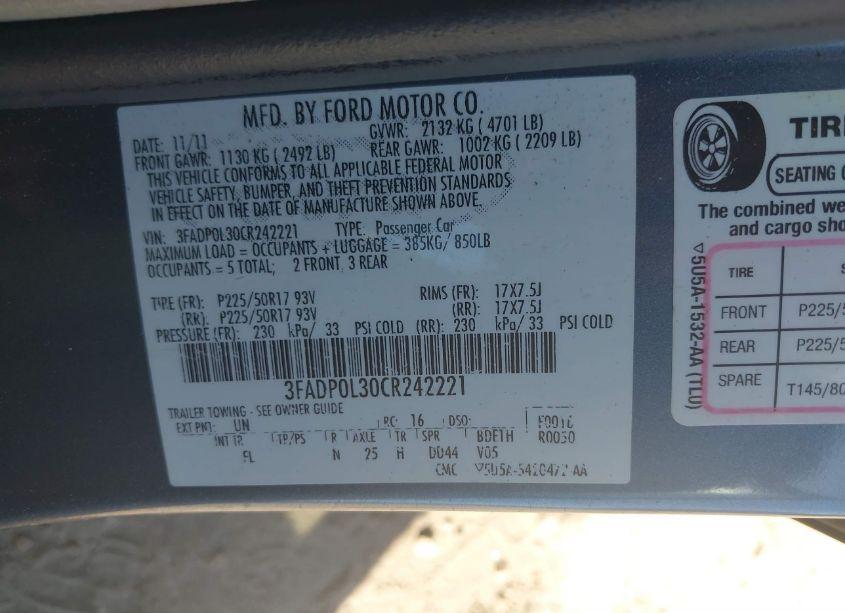 MFD. BY FORD MOTOR CO.
DATE: 11/11 GVWR: 2132 KG ( 4701 LB)
FRONT GAWR: 1130 KG ( 2492 LB) REAR GAWR: 1002 KG ( 2209 LB)
THIS VEHICLE CONFORMS TO ALL APPLICABLE FEDERAL MOTOR
VEHICLE SAFETY, BUMPER, AND THEFT PREVENTION STANDARDS
IN EFFECT ON THE DATE OF MANUFACTURE SHOWN ABOVE.
VIN: 3FADP0L30CR242221 TYPE: Passenger Car
MAXIMUM LOAD = OCCUPANTS + LUGGAGE = 385KG/ 850LB
OCCUPANTS = 5 TOTAL; 2 FRONT, 3 REAR
TYPE (FR): P225/50R17 93V RIMS (FR): 17X7.5J
(RR): P225/50R17 93V (RR): 17X7.5J
PRESSURE (FR): 230 kPa/ 33 PSI COLD (RR): 230 kPa/ 33 PSI COLD
3FADP0L30CR242221
TRAILER TOWING - SEE OWNER GUIDE
EXT PNT: UN RC: 16 DSO:
INT TR TP/PS R AXLE TR SPR BDFTH R0050
FL N 25 H DD44 V05
CMC
TIRE
SEATING
The combined we
and cargo sho
▽5U5A-1532-AA (TLU)
TIRE S
FRONT P225/5
REAR P225/5
SPARE T145/80